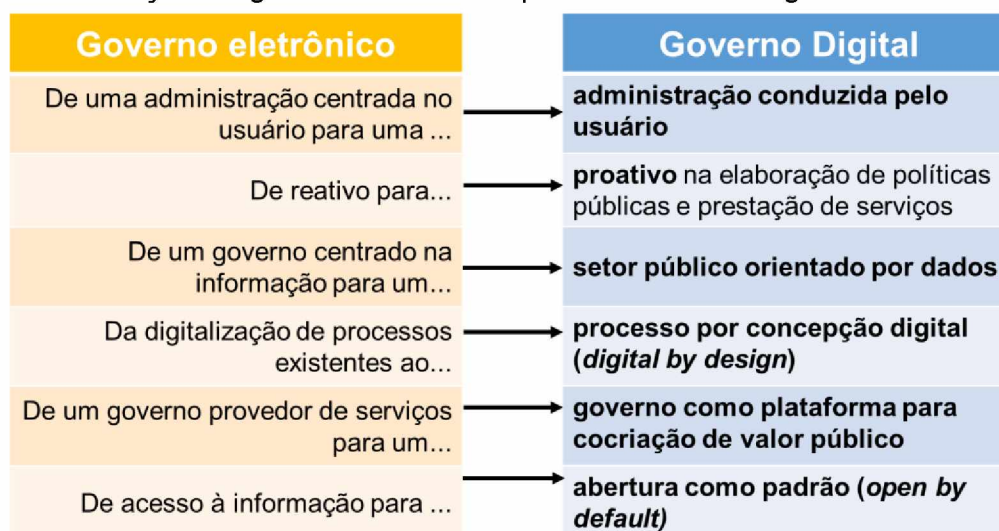 Governo eletrônico
Governo Digital
De uma administração centrada no
usuário para uma ...
administração conduzida pelo
usuário
De reativo para...
proativo na elaboração de políticas
públicas e prestação de serviços
De um governo centrado na
informação para um...
setor público orientado por dados
Da digitalização de processos
existentes ao...
processo por concepção digital
(digital by design)
De um governo provedor de serviços
para um...
governo como plataforma para
cocriação de valor público
De acesso à informação para ...
abertura como padrão (open by
default)